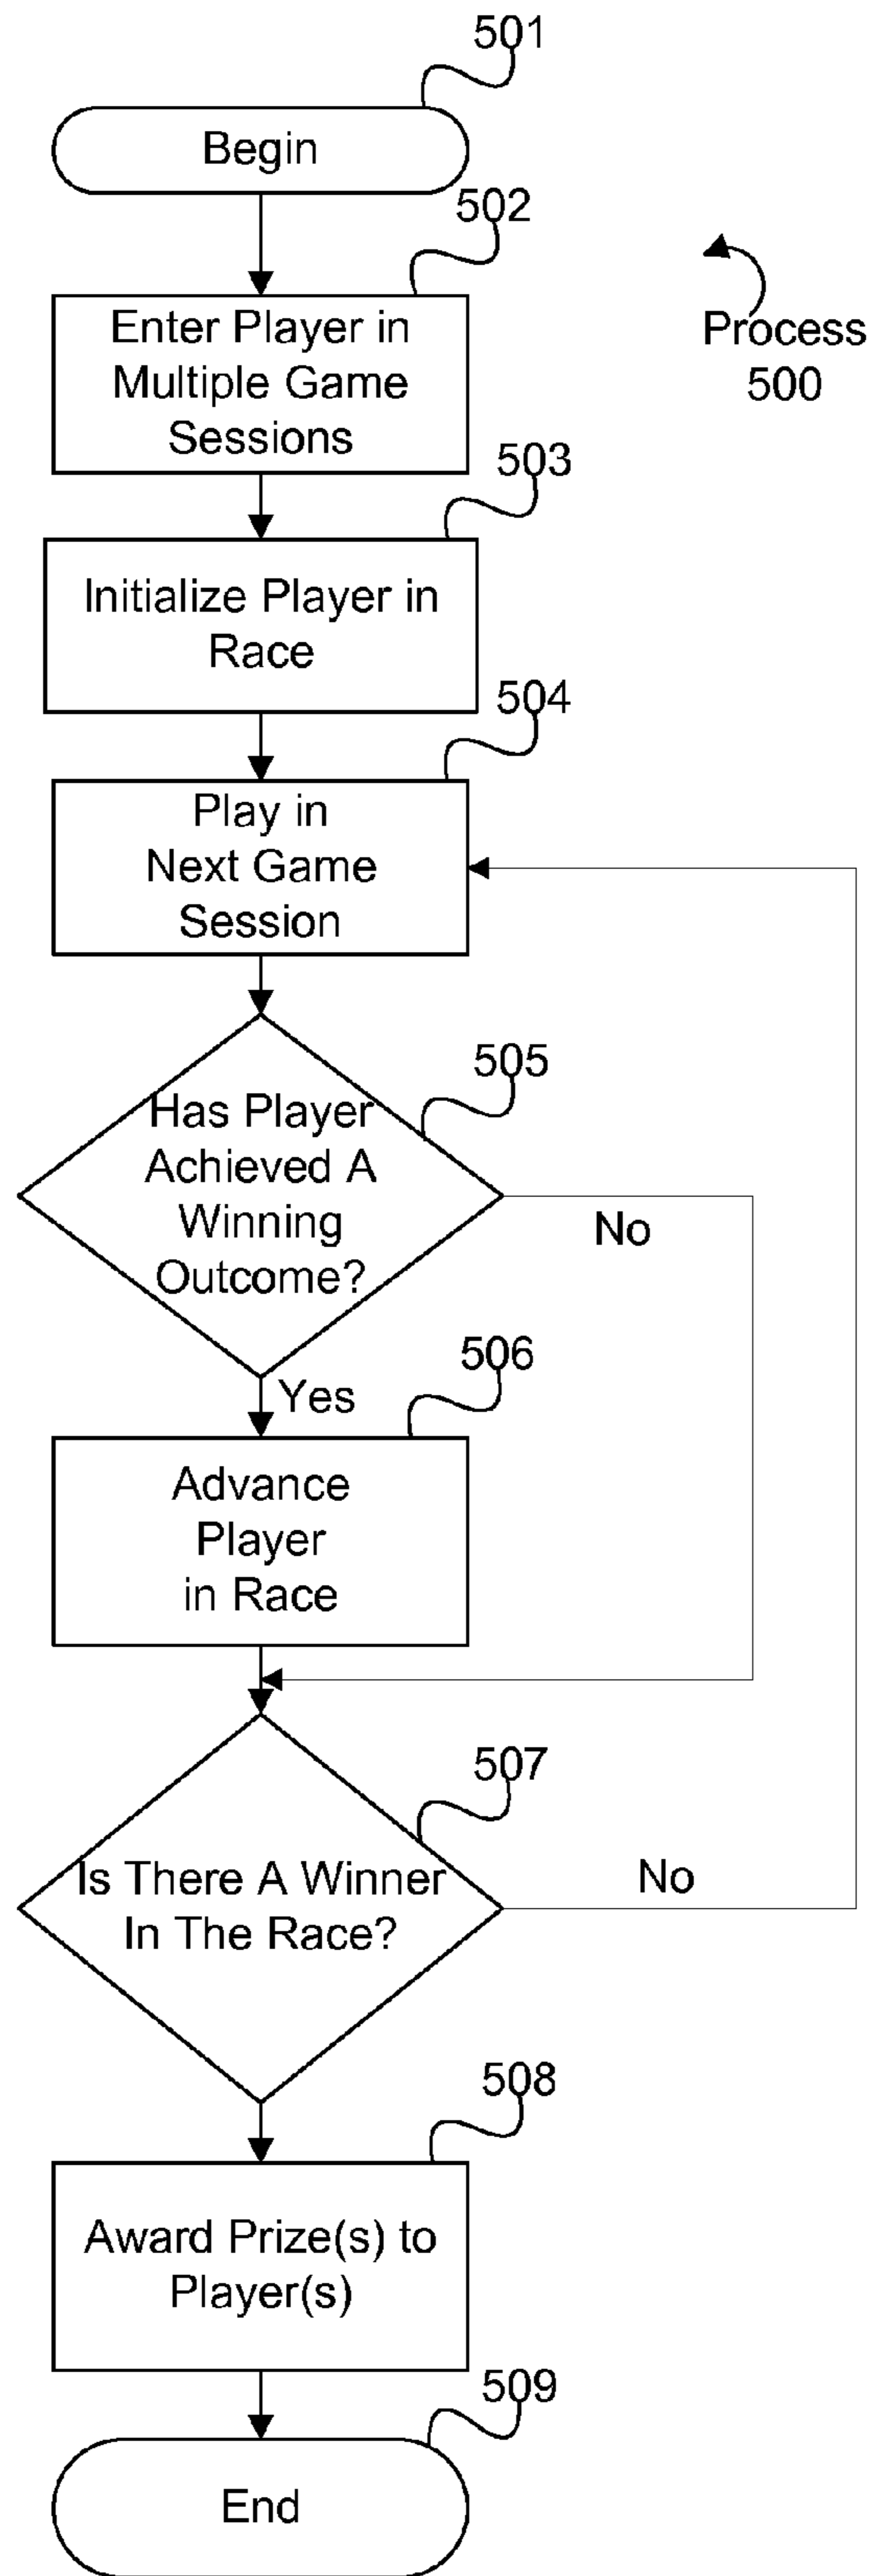 501
Begin
502
Enter Player in
Multiple Game
Sessions
Process
500
503
Initialize Player in
Race
504
Play in
Next Game
Session
505
Has Player
Achieved A
Winning
Outcome?
No
506
Yes
Advance
Player
in Race
507
Is There A Winner
In The Race?
No
508
Award Prize(s) to
Player(s)
509
End